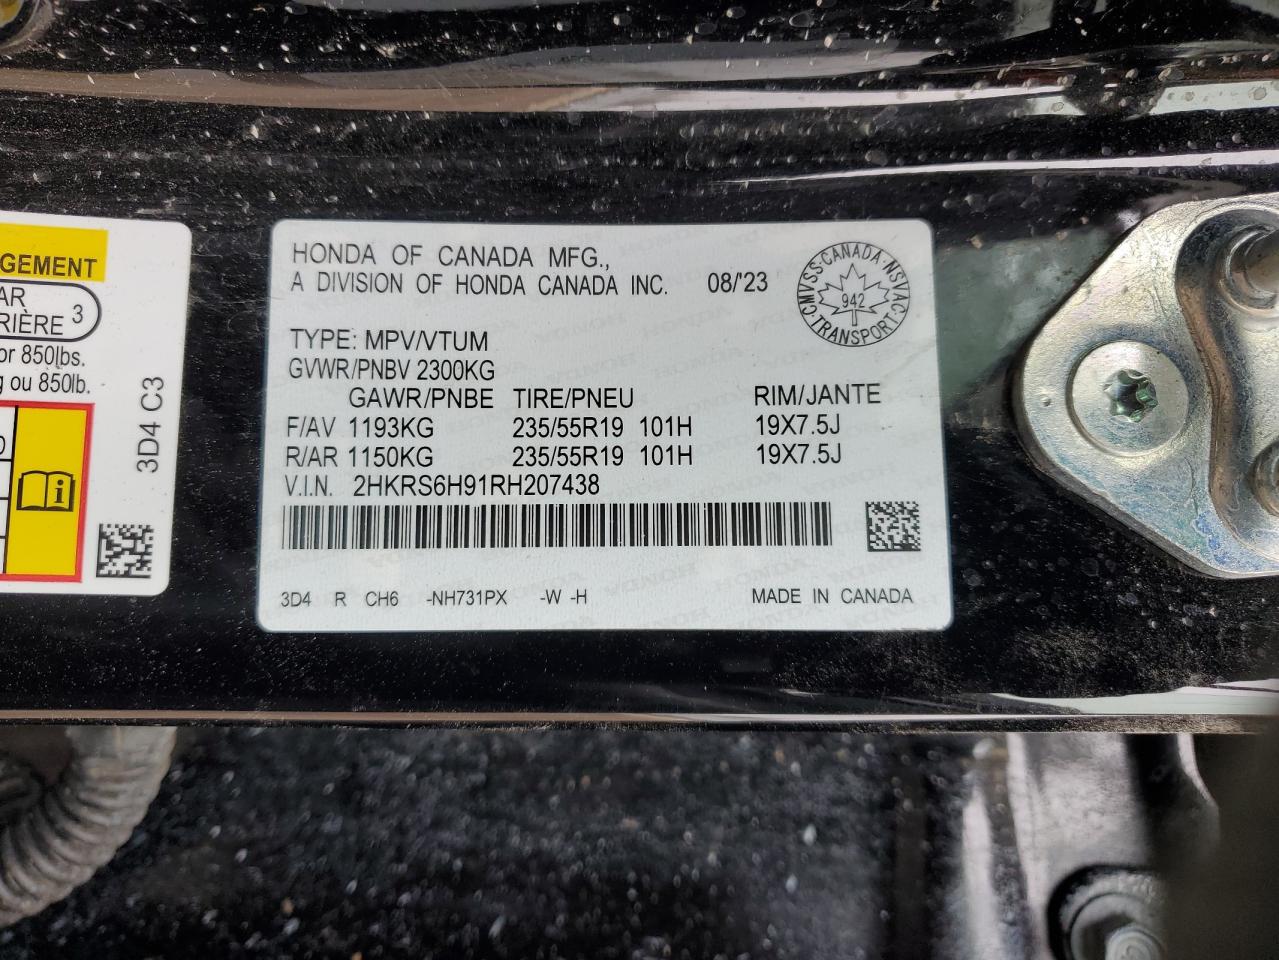 GEMENT
AR
RIÈRE 3
or 850lbs.
g ou 850lb.
3D4 C3
HONDA OF CANADA MFG.,
A DIVISION OF HONDA CANADA INC. 08/'23
CMVSS·CANADA·NSVAC·TRANSPORT·
942
TYPE: MPV/VTUM
GVWR/PNBV 2300KG
GAWR/PNBE TIRE/PNEU RIM/JANTE
F/AV 1193KG 235/55R19 101H 19X7.5J
R/AR 1150KG 235/55R19 101H 19X7.5J
V.I.N. 2HKRS6H91RH207438
3D4 R CH6 -NH731PX -W -H MADE IN CANADA